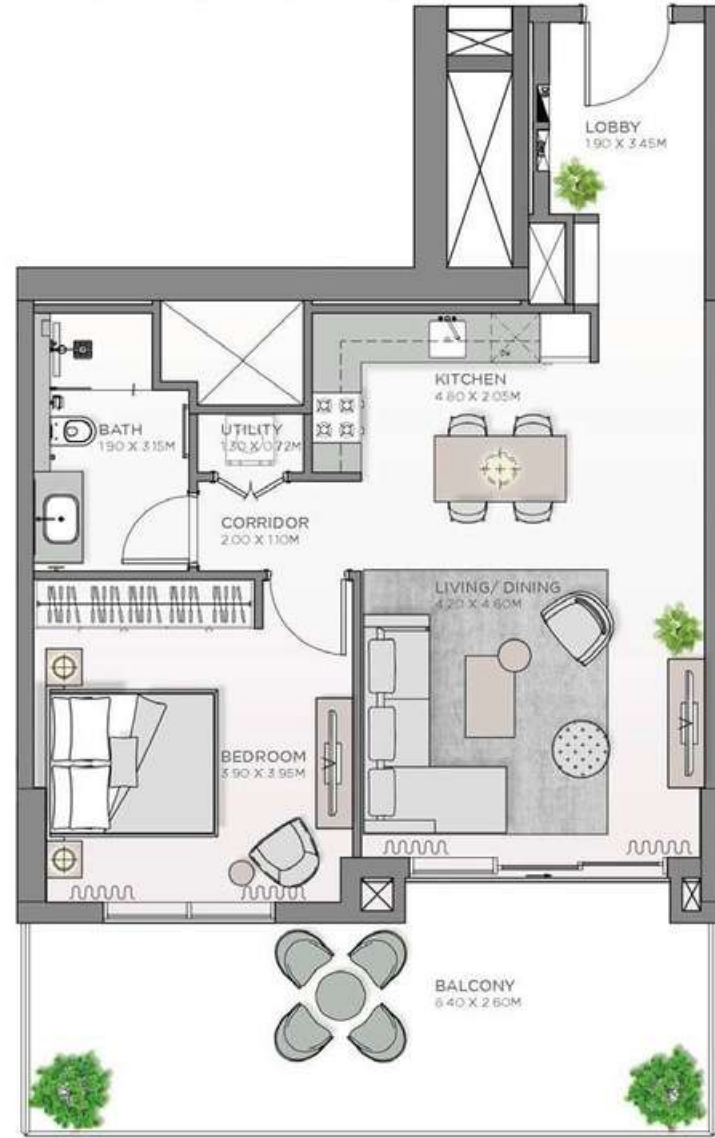 LOBBY
1.90 X 3.45M
KITCHEN
4.80 X 2.05M
BATH
1.90 X 3.15M
UTILITY
1.30 X 0.72M
CORRIDOR
2.00 X 1.10M
LIVING/ DINING
4.20 X 4.60M
BEDROOM
3.90 X 3.95M
BALCONY
8.40 X 2.60M